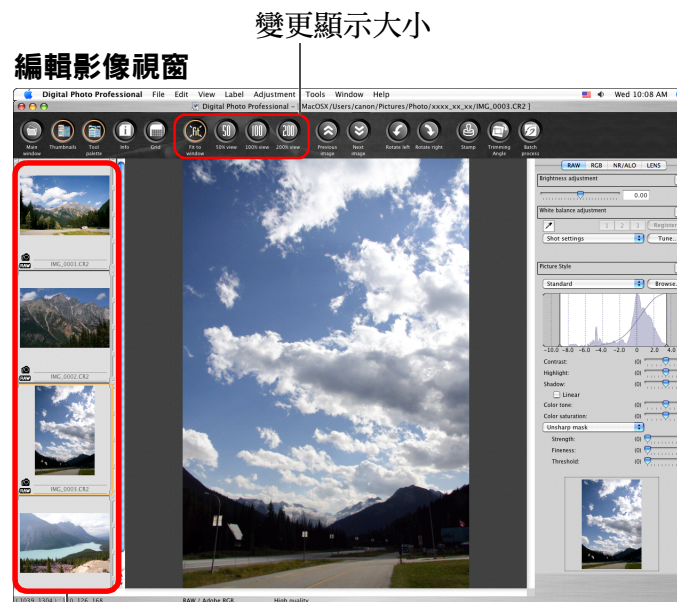 變更顯示大小
編輯影像視窗
Digital Photo Professional File Edit View Label Adjustment Tools Window Help Wed 10:08 AM
Digital Photo Professional – [ MacOSX/Users/canon/Pictures/Photo/xxxx_xx_xx/IMG_0003.CR2 ]
50 100 200
Main window Thumbnails Tool palette Info Grid Fit to window 50% view 100% view 200% view Previous image Next image Rotate left Rotate right Stamp Trimming Angle Batch process
RAW RGB NR/ALO LENS
Brightness adjustment
0.00
White balance adjustment
1 2 3 Register
Shot settings Tune...
Picture Style
Standard Browse...
-10.0 -8.0 -6.0 -4.0 -2.0 0 2.0 4.0
Contrast: (0)
Highlight: (0)
Shadow: (0)
Linear
Color tone: (0)
Color saturation: (0)
Unsharp mask
Strength: (0)
Fineness: (0)
Threshold: (0)
RAW IMG_0001.CR2
RAW IMG_0002.CR2
RAW IMG_0003.CR2
RAW / Adobe RGB High quality